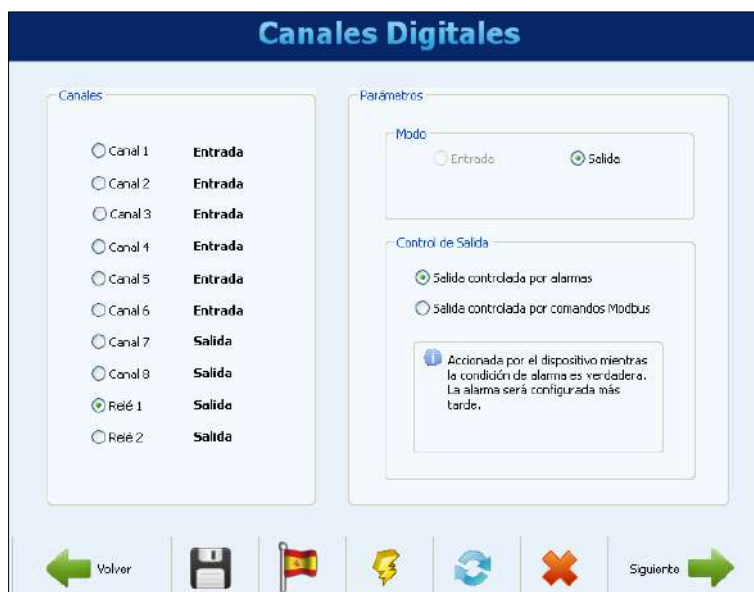 Canales Digitales
Canales
Canal 1 Entrada
Canal 2 Entrada
Canal 3 Entrada
Canal 4 Entrada
Canal 5 Entrada
Canal 6 Entrada
Canal 7 Salida
Canal 8 Salida
Relé 1 Salida
Relé 2 Salida
Parámetros
Modo
Entrada Salida
Control de Salida
Salida controlada por alarmas
Salida controlada por comandos Modbus
Accionada por el dispositivo mientras
la condición de alarma es verdadera.
La alarma será configurada más
tarde.
Volver Siguiente